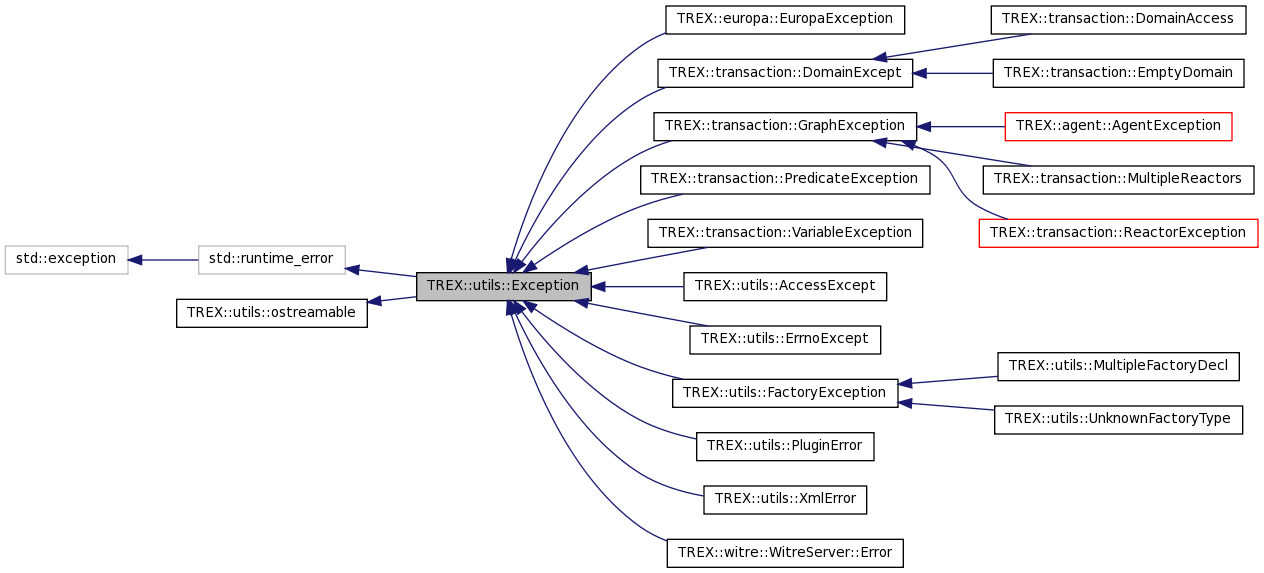 TREX::europa::EuropaException
TREX::transaction::DomainAccess
TREX::transaction::DomainExcept
TREX::transaction::EmptyDomain
TREX::transaction::GraphException
TREX::agent::AgentException
TREX::transaction::PredicateException
TREX::transaction::MultipleReactors
TREX::transaction::VariableException
TREX::transaction::ReactorException
std::exception
std::runtime_error
TREX::utils::Exception
TREX::utils::AccessExcept
TREX::utils::ostreamable
TREX::utils::ErrnoExcept
TREX::utils::MultipleFactoryDecl
TREX::utils::FactoryException
TREX::utils::UnknownFactoryType
TREX::utils::PluginError
TREX::utils::XmlError
TREX::witre::WitreServer::Error